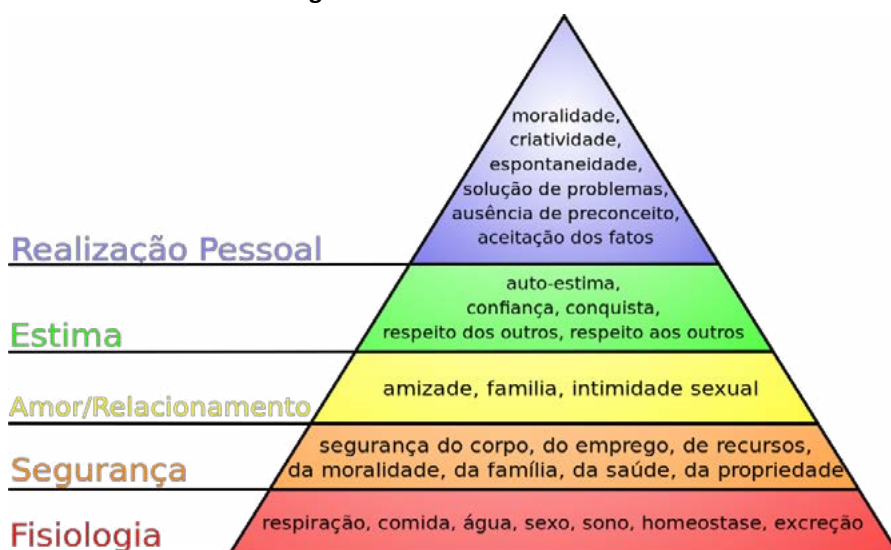 moralidade,
criatividade,
espontaneidade,
solução de problemas,
ausência de preconceito,
aceitação dos fatos
Realização Pessoal
auto-estima,
confiança, conquista,
respeito dos outros, respeito aos outros
Estima
amizade, familia, intimidade sexual
Amor/Relacionamento
segurança do corpo, do emprego, de recursos,
da moralidade, da família, da saúde, da propriedade
Segurança
respiração, comida, água, sexo, sono, homeostase, excreção
Fisiologia